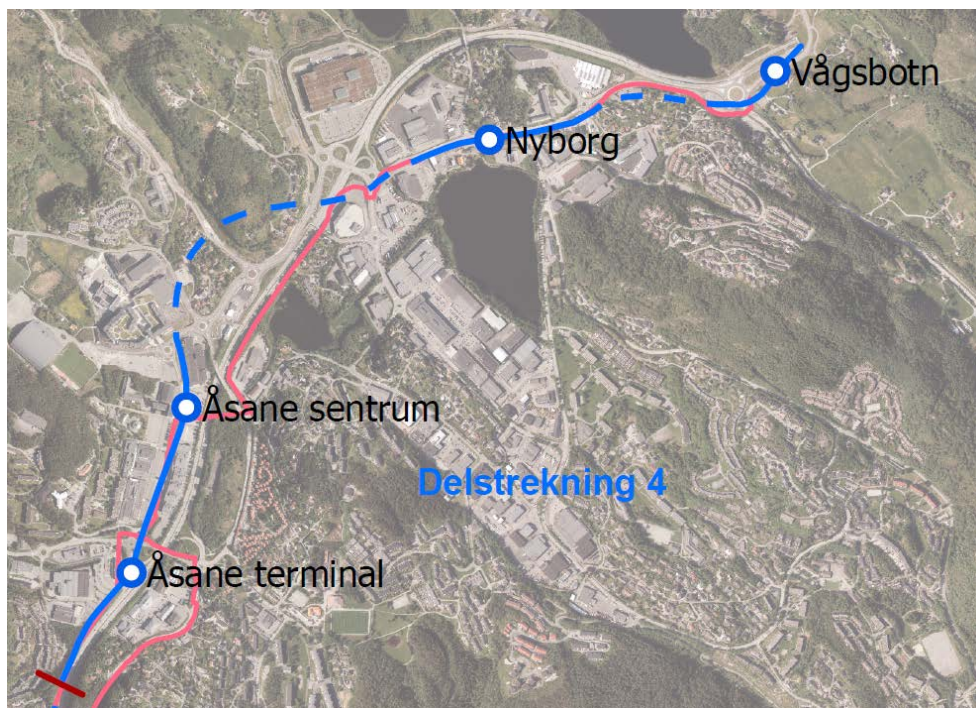 Vågsbotn
Nyborg
Åsane sentrum
Delstrekning 4
Åsane terminal